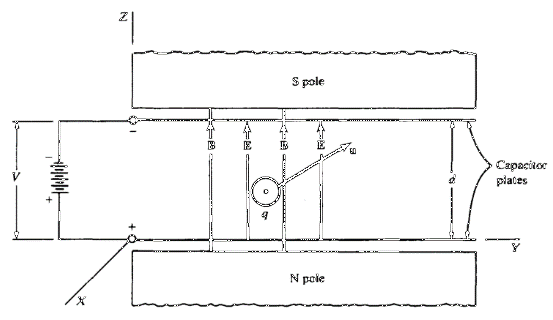 Z
S pole
−
B E B E
u
V
−
+
d
Capacitor
plates
q
+
Y
N pole
X